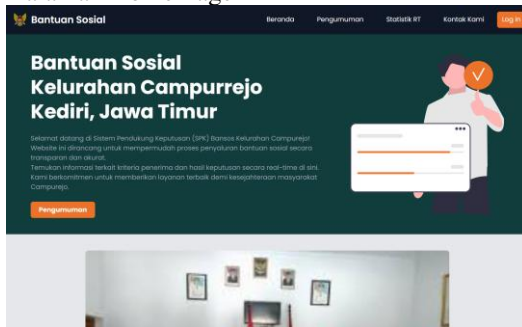 Bantuan Sosial
Beranda
Pengumuman
Statistik RT
Kontak Kami
Log in
Bantuan Sosial
Kelurahan Campurrejo
Kediri, Jawa Timur
Selamat datang di Sistem Pendukung Keputusan (SPK) Bansos Kelurahan Campurejo!
Website ini dirancang untuk mempermudah proses penyaluran bantuan sosial secara
transparan dan akurat.
Temukan informasi terkait kriteria penerima dan hasil keputusan secara real-time di sini.
Kami berkomitmen untuk memberikan layanan terbaik demi kesejahteraan masyarakat
Campurejo.
Pengumuman